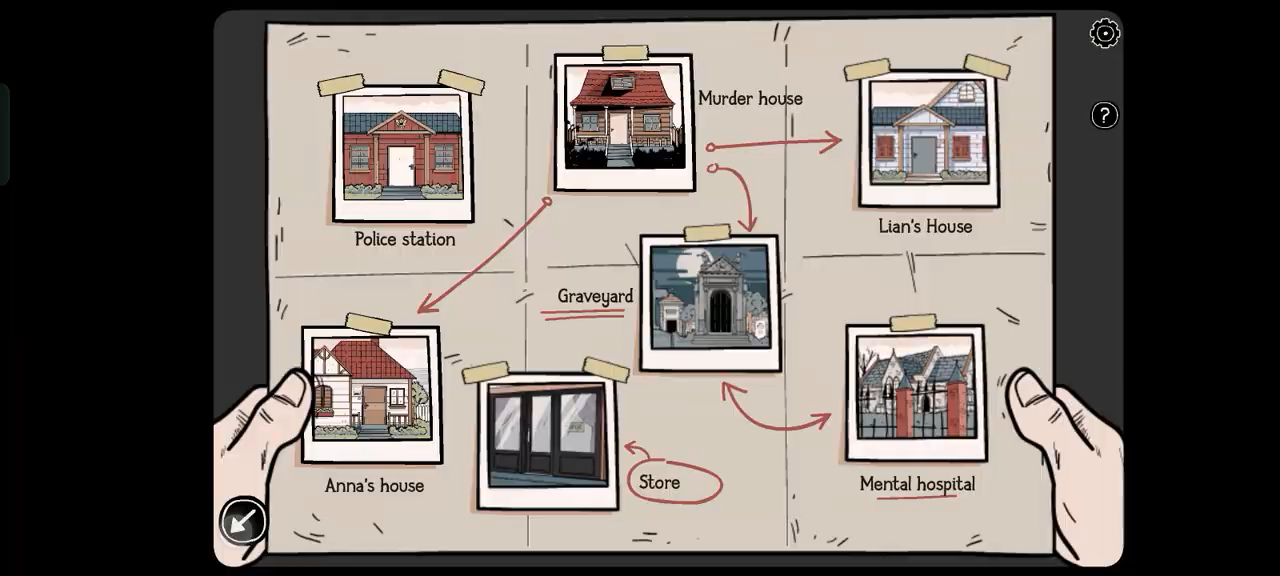 Murder house
Police station
Lian's House
Graveyard
Anna's house
Store
Mental hospital
?